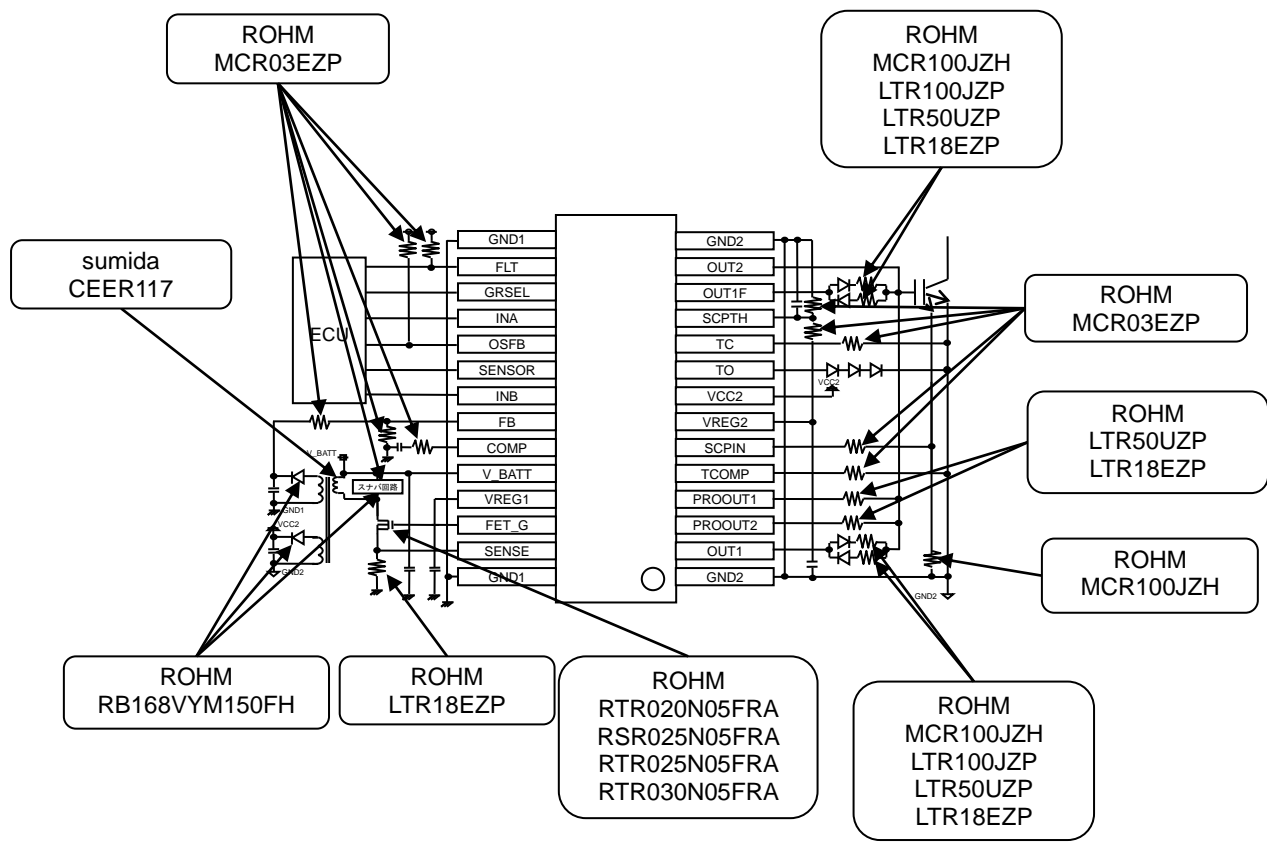 ROHM
MCR03EZP
ROHM
MCR100JZH
LTR100JZP
LTR50UZP
LTR18EZP
sumida
CEER117
ECU
GND1
FLT
GRSEL
INA
OSFB
SENSOR
INB
FB
COMP
V_BATT
VREG1
FET_G
SENSE
GND1
GND2
OUT2
OUT1F
SCPTH
TC
TO
VCC2
VREG2
SCPIN
TCOMP
PROOUT1
PROOUT2
OUT1
GND2
VCC2
V_BATT
スナバ回路
GND1
VCC2
GND2
GND2
ROHM
MCR03EZP
ROHM
LTR50UZP
LTR18EZP
ROHM
MCR100JZH
ROHM
RB168VYM150FH
ROHM
LTR18EZP
ROHM
RTR020N05FRA
RSR025N05FRA
RTR025N05FRA
RTR030N05FRA
ROHM
MCR100JZH
LTR100JZP
LTR50UZP
LTR18EZP